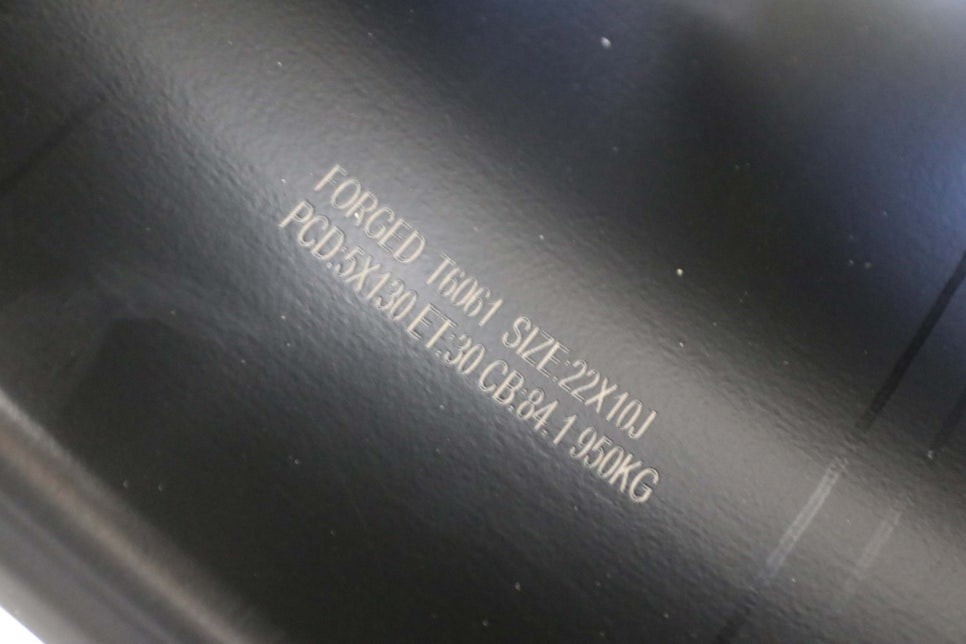 FORGED T6061 SIZE:22X10J
PCD:5X130 ET:30 CB:84.1 950KG